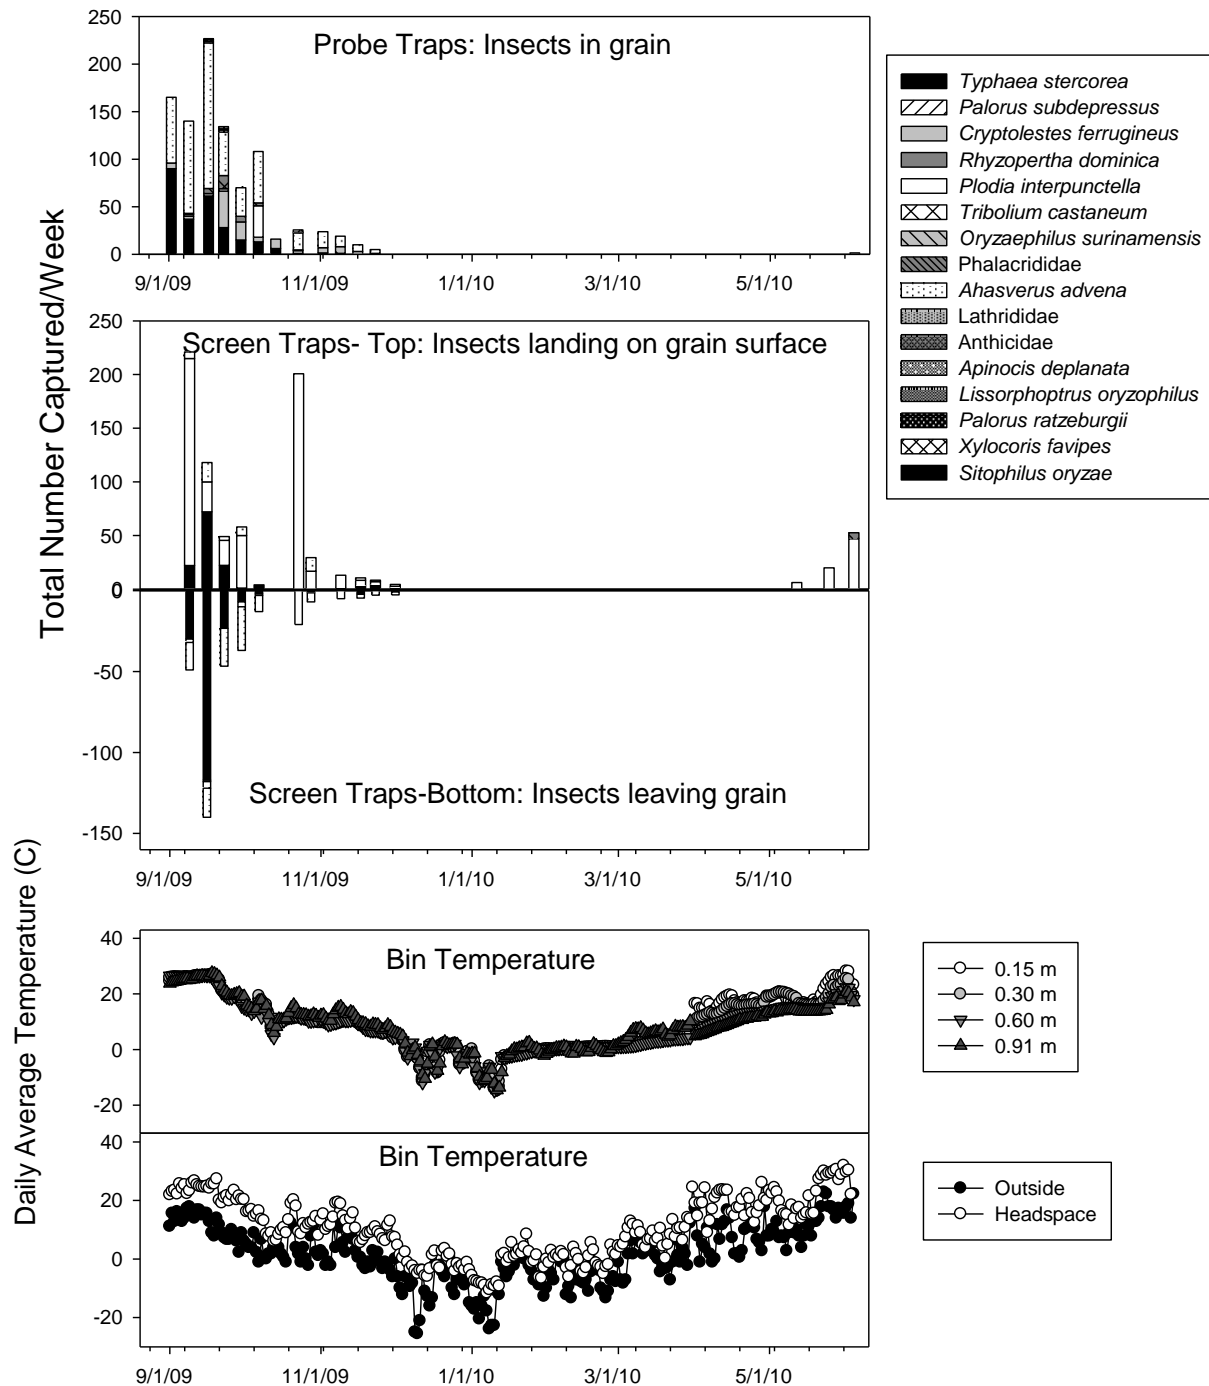 Total Number Captured/Week
250
200
150
100
50
0
Probe Traps: Insects in grain
9/1/09 11/1/09 1/1/10 3/1/10 5/1/10
Typhaea stercorea
Palorus subdepressus
Cryptolestes ferrugineus
Rhyzopertha dominica
Plodia interpunctella
Tribolium castaneum
Oryzaephilus surinamensis
Phalacrididae
Ahasverus advena
Lathrididae
Anthicidae
Apinocis deplanata
Lissorphoptrus oryzophilus
Palorus ratzeburgii
Xylocoris favipes
Sitophilus oryzae
250
200
150
100
50
0
Screen Traps- Top: Insects landing on grain surface
0
-50
-100
-150
Screen Traps-Bottom: Insects leaving grain
9/1/09 11/1/09 1/1/10 3/1/10 5/1/10
Daily Average Temperature (C)
40
20
0
-20
Bin Temperature
0.15 m
0.30 m
0.60 m
0.91 m
40
20
0
-20
Bin Temperature
Outside
Headspace
9/1/09 11/1/09 1/1/10 3/1/10 5/1/10